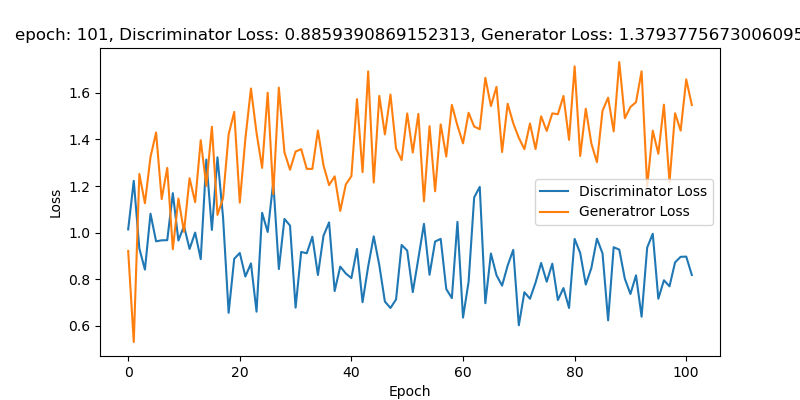 epoch: 101, Discriminator Loss: 0.8859390869152313, Generator Loss: 1.3793775673006095
Loss
1.6
1.4
1.2
1.0
0.8
0.6
Discriminator Loss
Generatror Loss
0 20 40 60 80 100
Epoch